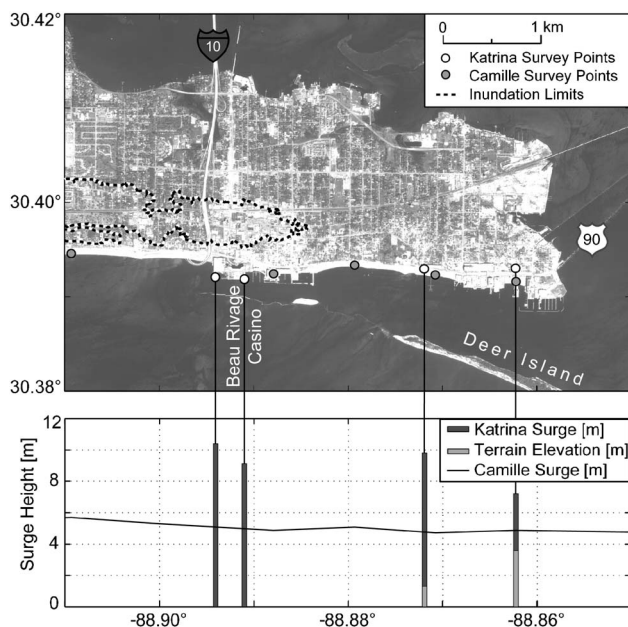 30.42°
30.40°
30.38°
10
0 1 km
Katrina Survey Points
Camille Survey Points
Inundation Limits
90
Beau Rivage
Casino
Deer Island
12
8
4
0
Surge Height [m]
Katrina Surge [m]
Terrain Elevation [m]
Camille Surge [m]
-88.90°
-88.88°
-88.86°